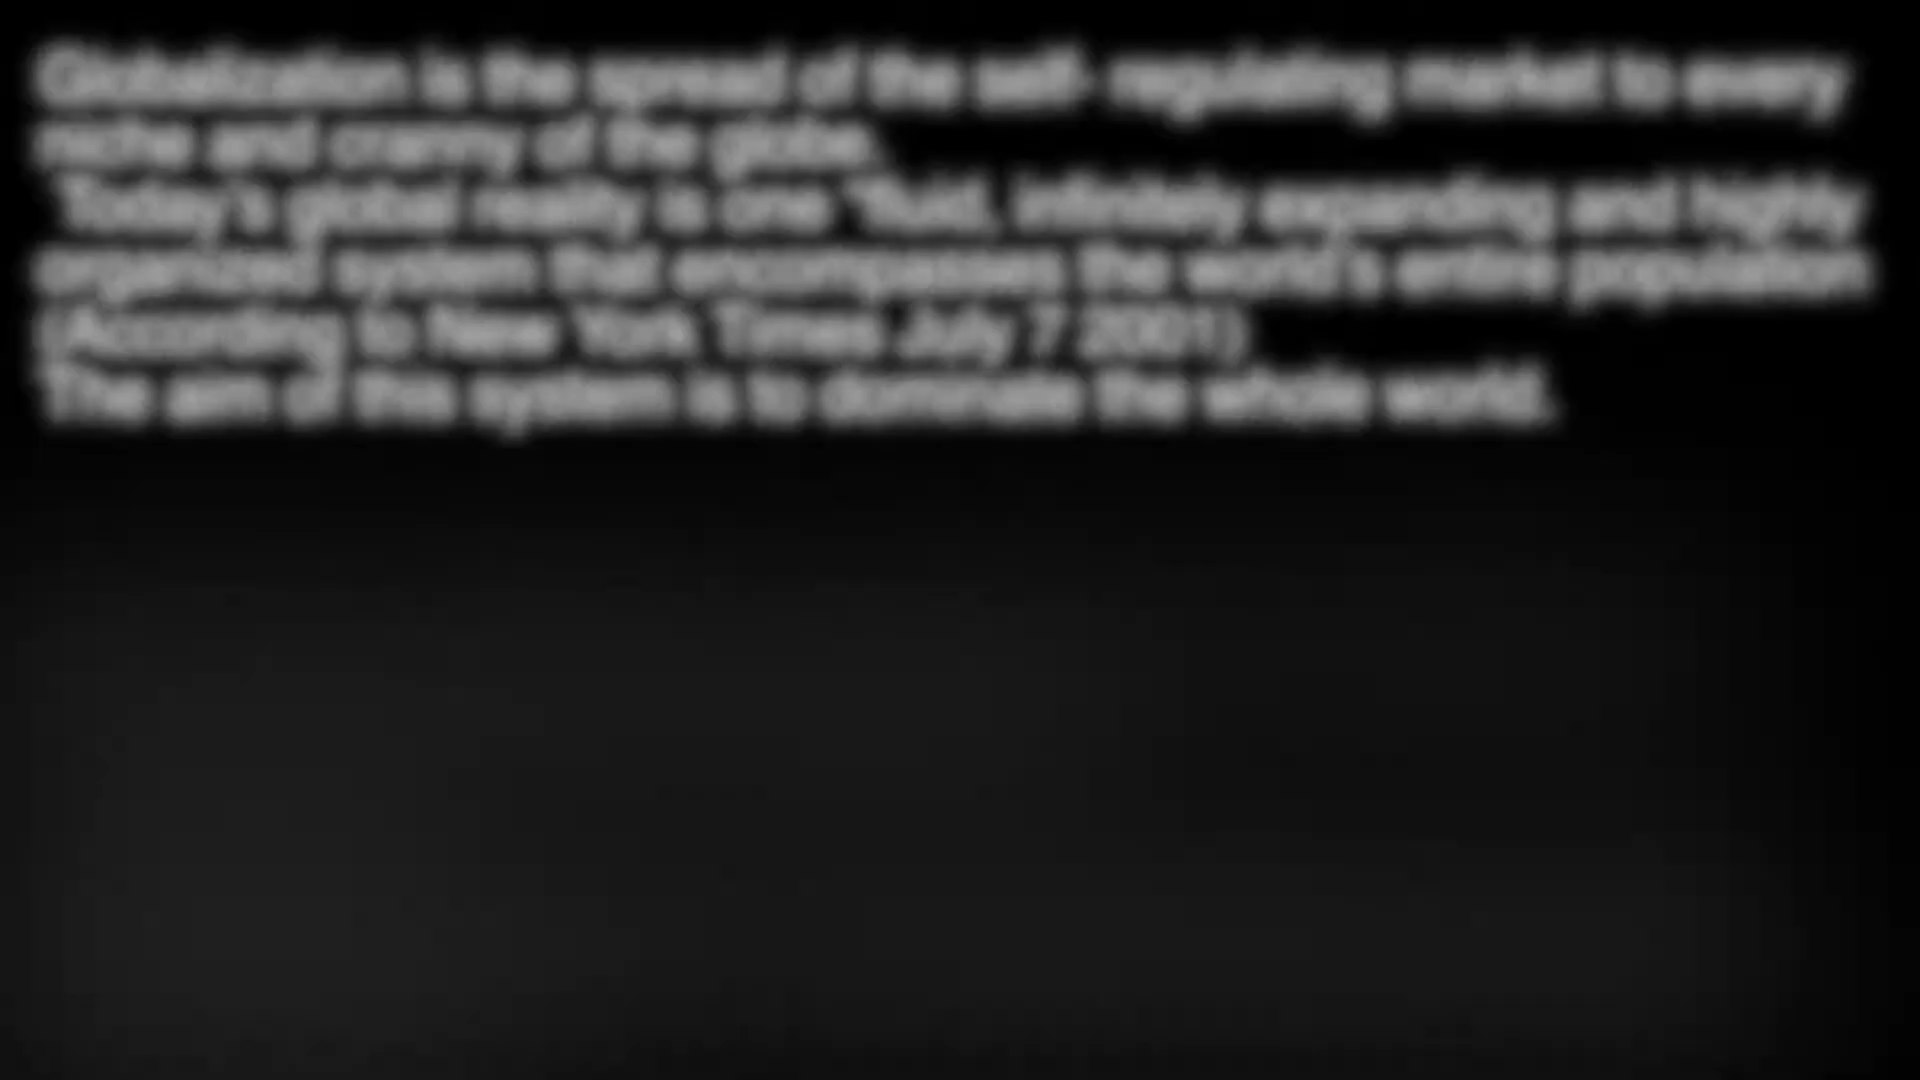 Globalization is the spread of the self- regulating market to every
niche and cranny of the globe.
"Today's global reality is one "fluid, infinitely expanding and highly
organized system that encompasses the world's entire population
(According to New York Times July 7 2001)
The aim of this system is to dominate the whole world.